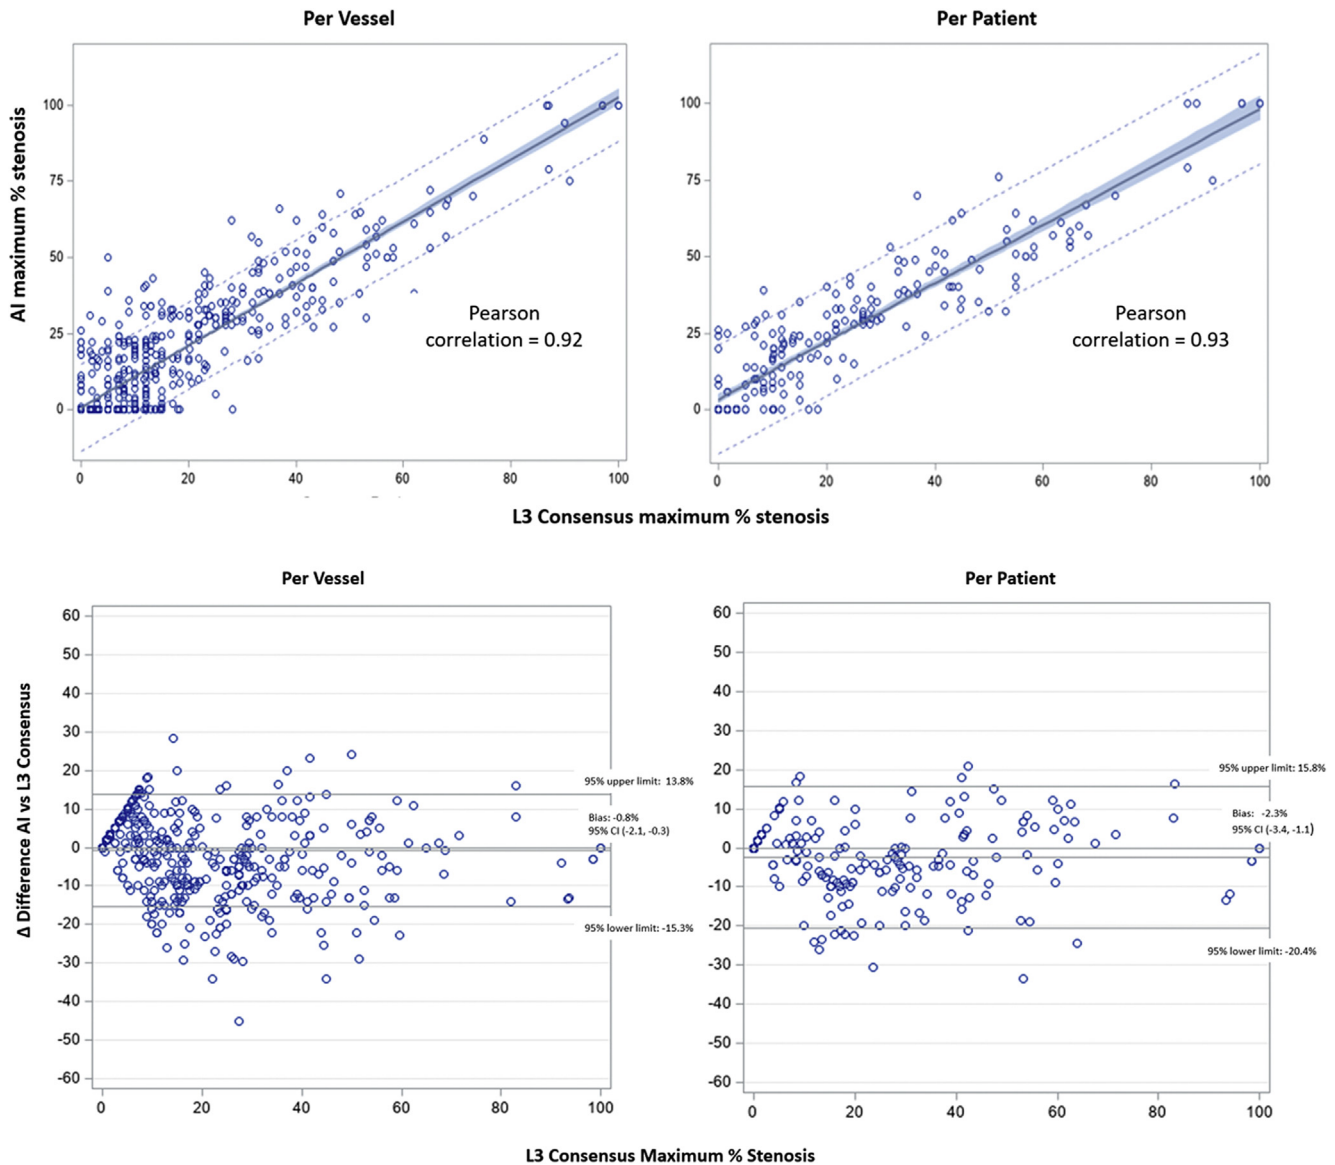 Per Vessel
Per Patient
AI maximum % stenosis
100
75
50
25
0
Pearson
correlation = 0.92
0 20 40 60 80 100
100
75
50
25
0
Pearson
correlation = 0.93
0 20 40 60 80 100
L3 Consensus maximum % stenosis
Per Vessel
Per Patient
Δ Difference AI vs L3 Consensus
60
50
40
30
20
10
0
-10
-20
-30
-40
-50
-60
95% upper limit: 13.8%
Bias: -0.8%
95% CI (-2.1, -0.3)
95% lower limit: -15.3%
0 20 40 60 80 100
60
50
40
30
20
10
0
-10
-20
-30
-40
-50
-60
95% upper limit: 15.8%
Bias: -2.3%
95% CI (-3.4, -1.1)
95% lower limit: -20.4%
0 20 40 60 80 100
L3 Consensus Maximum % Stenosis